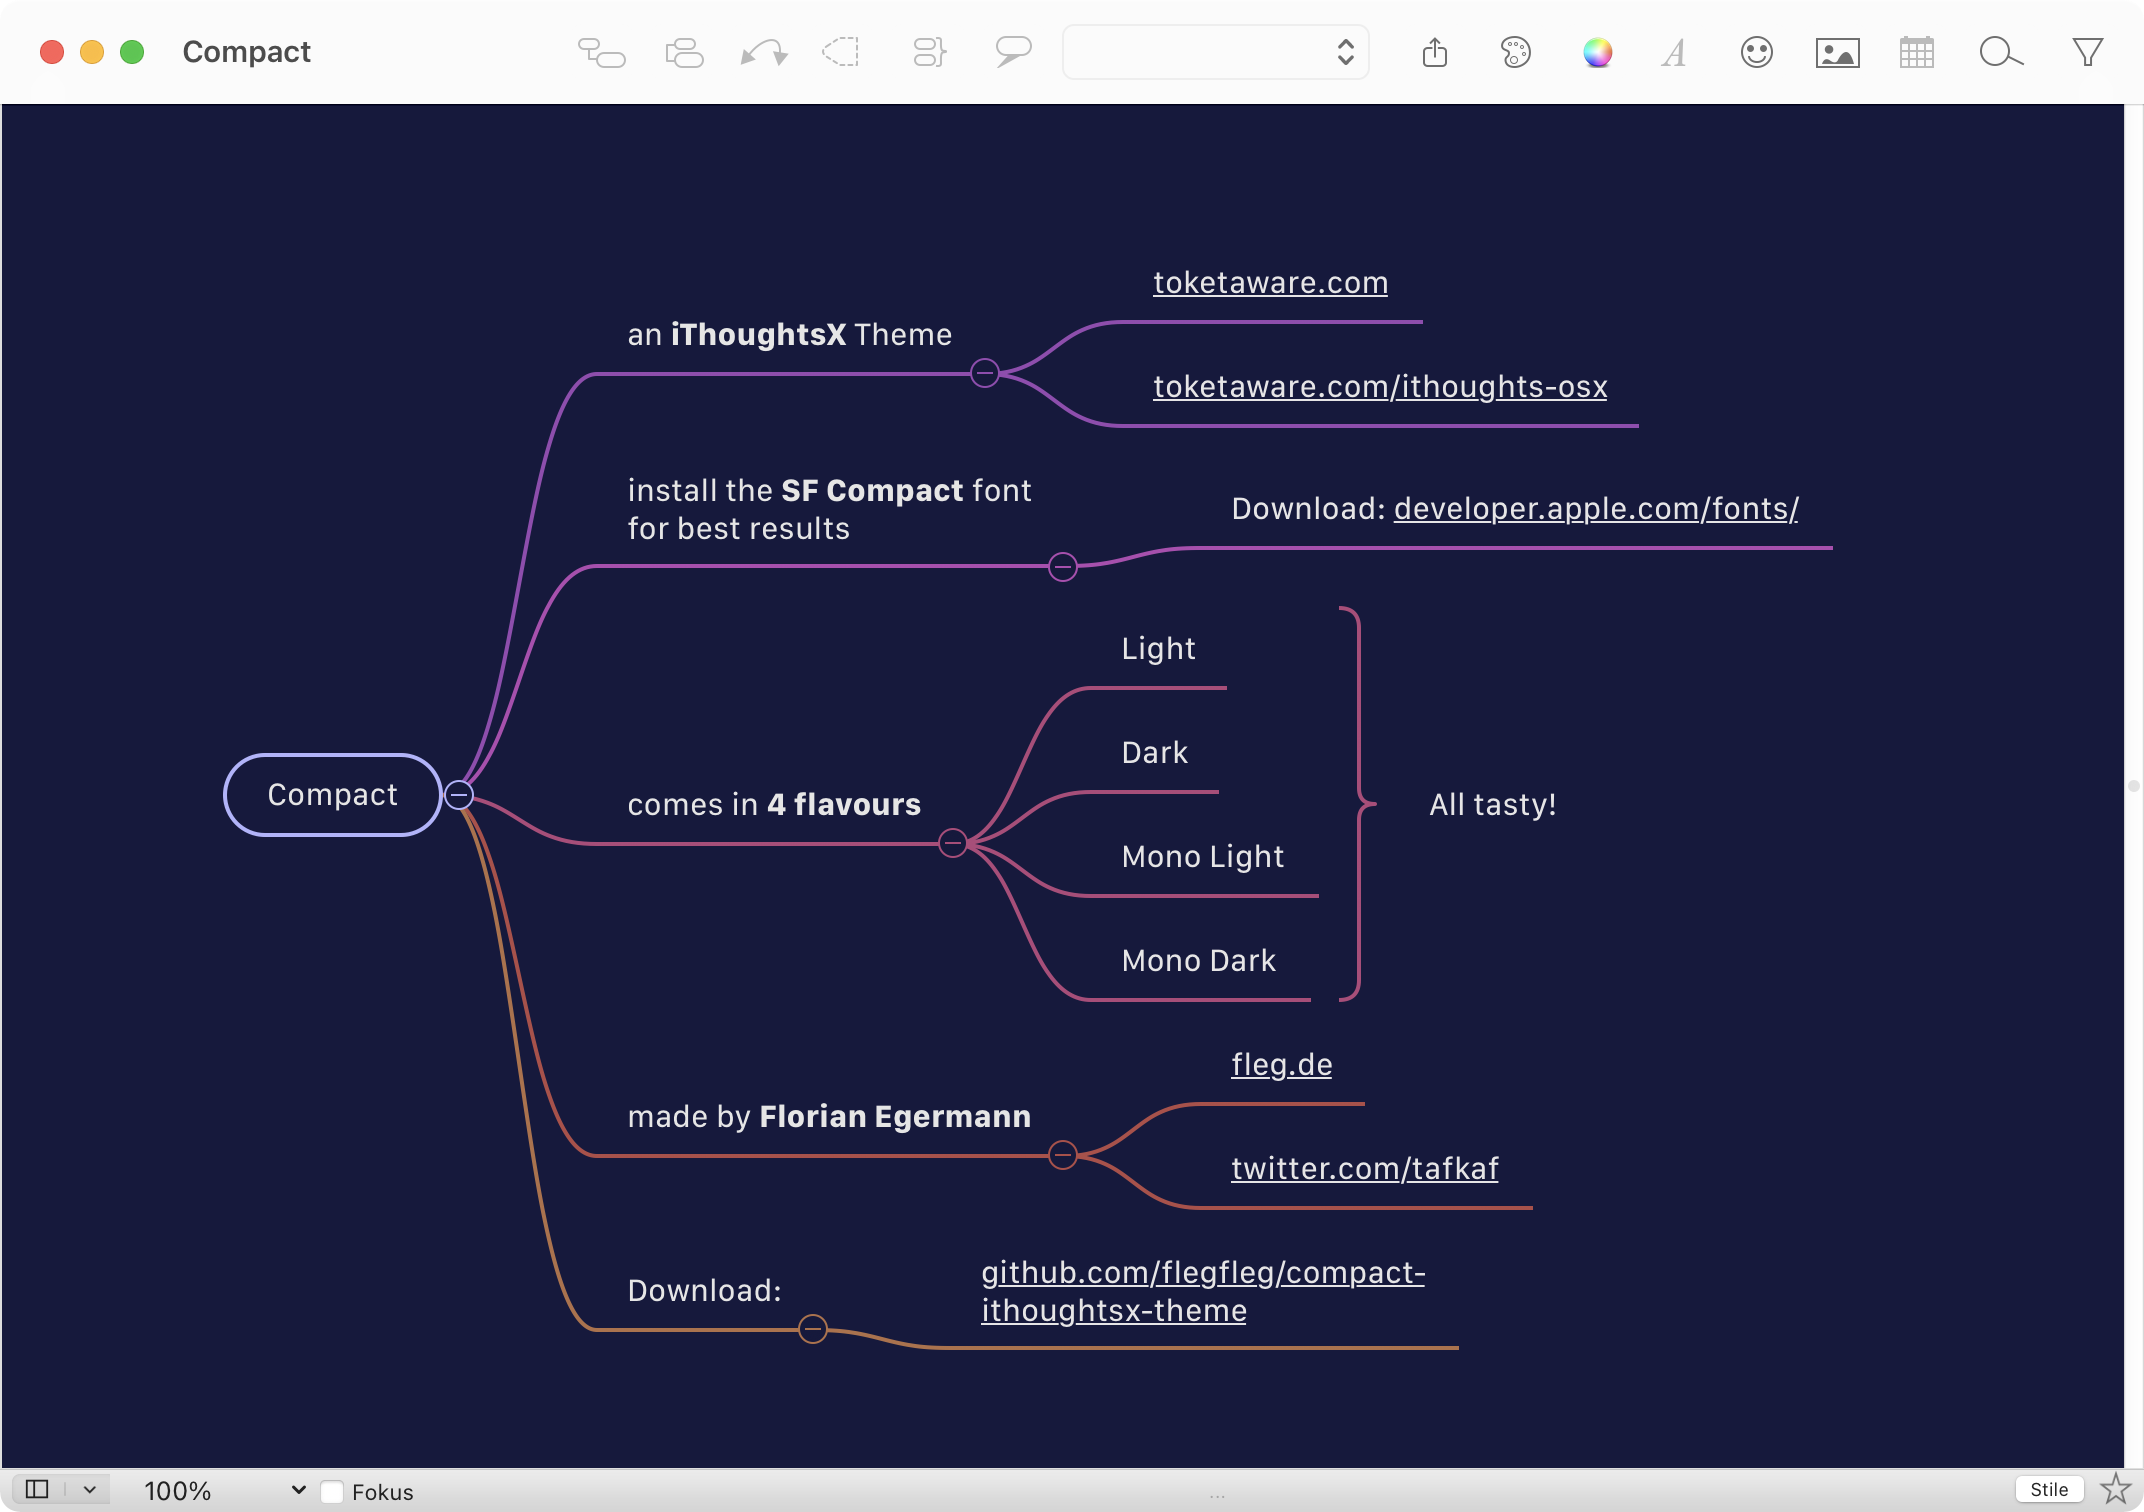 Compact
toketaware.com
an iThoughtsX Theme
toketaware.com/ithoughts-osx
install the SF Compact font
for best results
Download: developer.apple.com/fonts/
Light
Dark
Compact
comes in 4 flavours
All tasty!
Mono Light
Mono Dark
fleg.de
made by Florian Egermann
twitter.com/tafkaf
Download:
github.com/flegfleg/compact-
ithoughtsx-theme
100%
Fokus
Stile